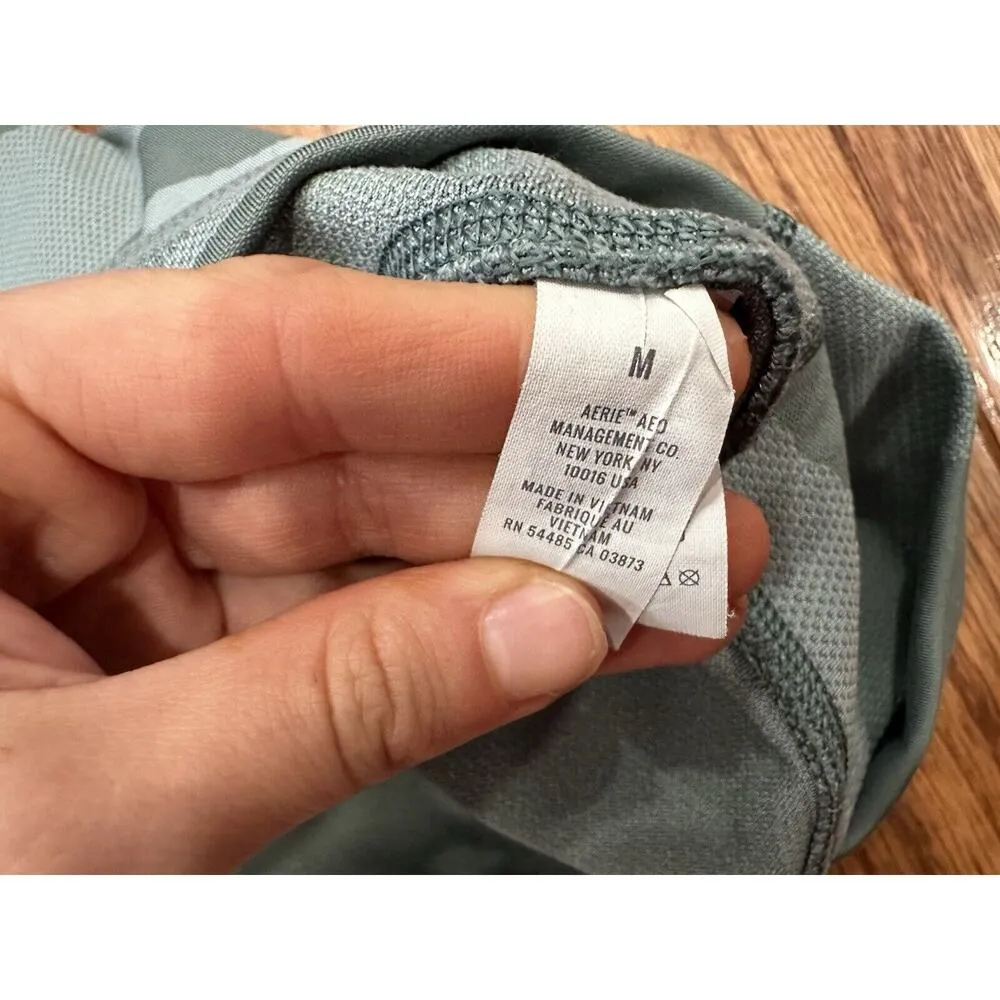 M
AERIE™ AEO
MANAGEMENT CO.
NEW YORK, NY
10016 USA
MADE IN VIETNAM
FABRIQUE AU
VIETNAM
RN 54485 CA 03873